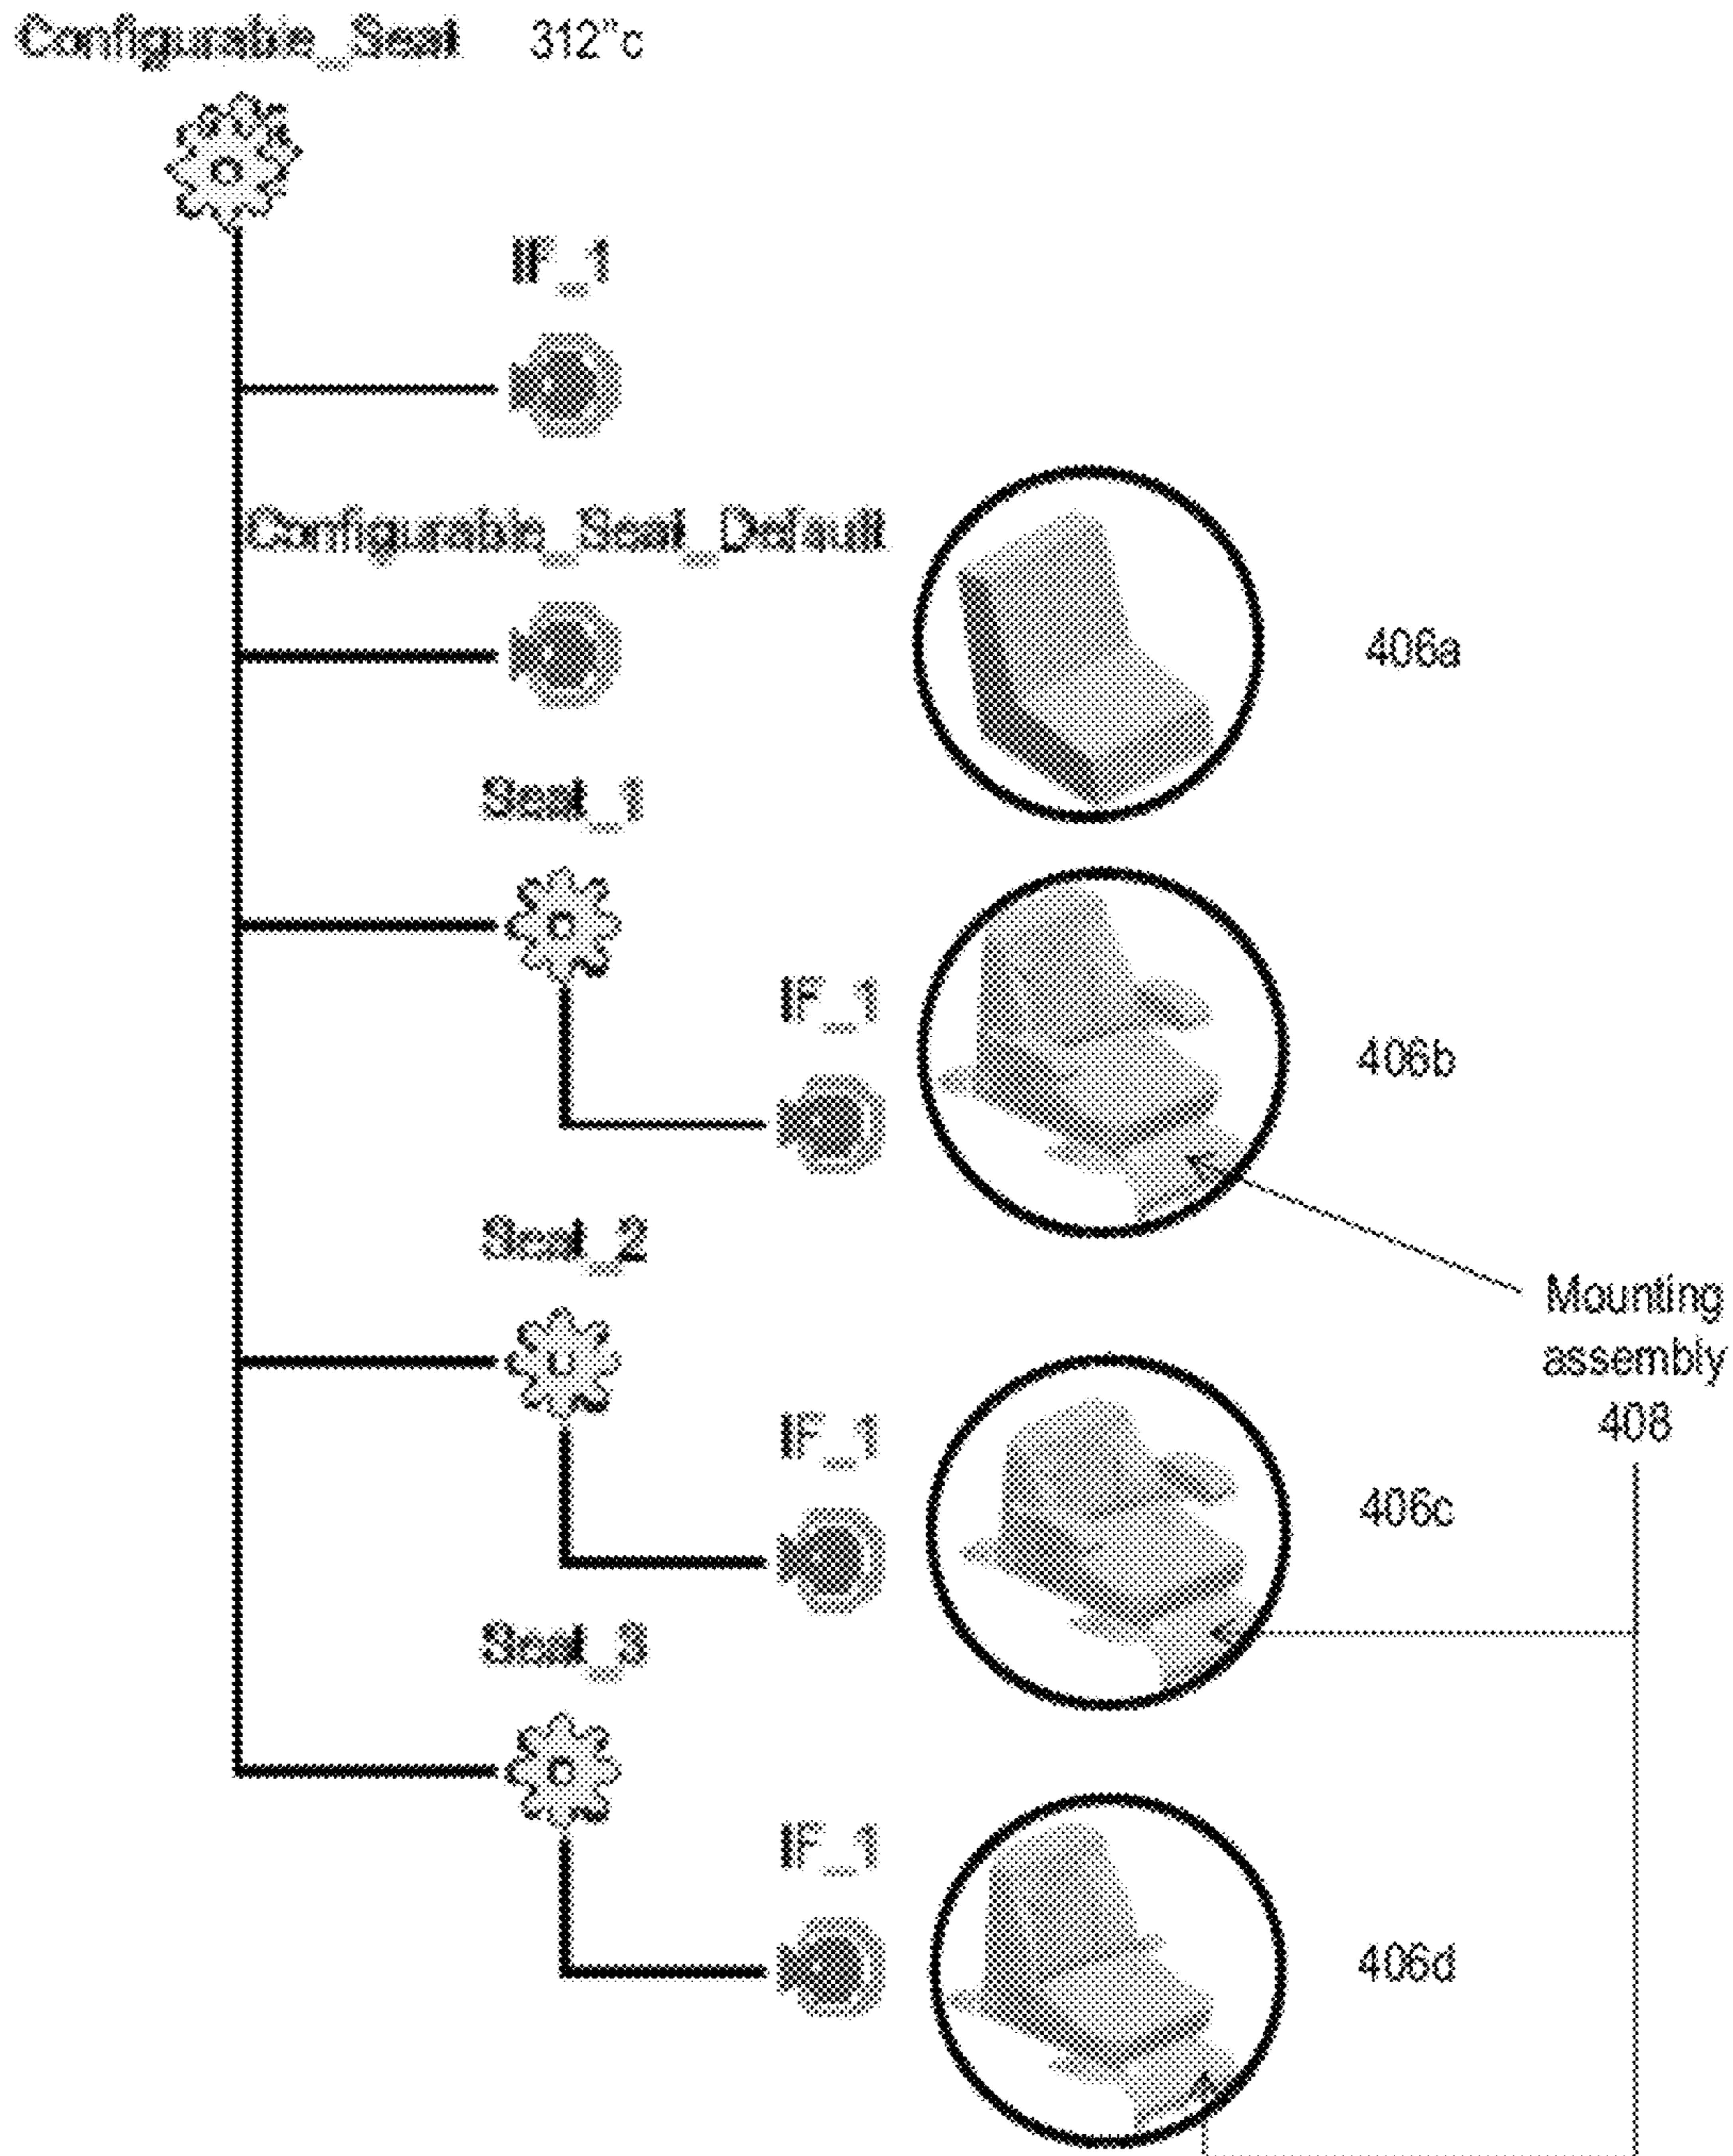 Configurable_Seat 312"c
IF_1
Configurable_Seat_Default
406a
Seat_1
IF_1
406b
Seat_2
Mounting
assembly
408
IF_1
406c
Seat_3
IF_1
406d